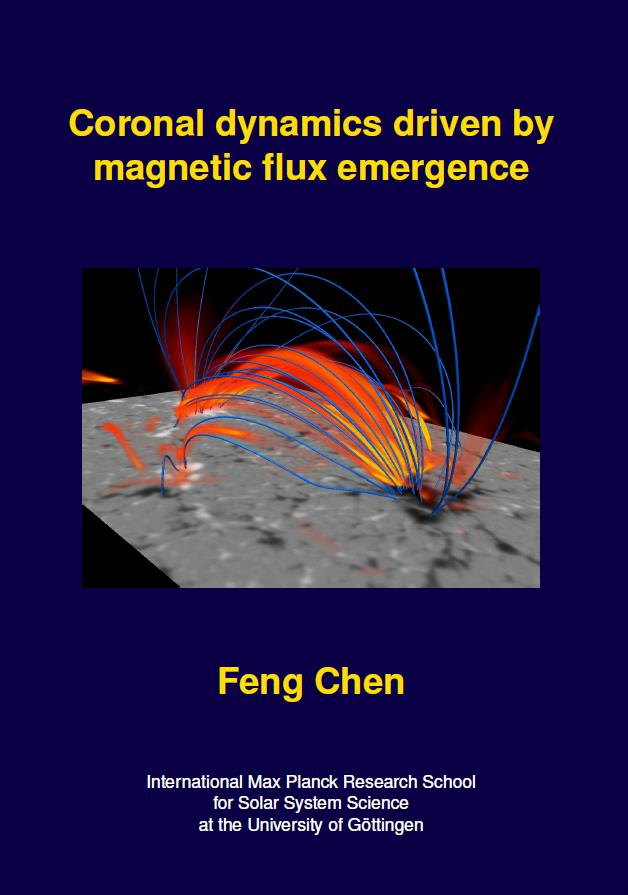 Coronal dynamics driven by
magnetic flux emergence
Feng Chen
International Max Planck Research School
for Solar System Science
at the University of Göttingen